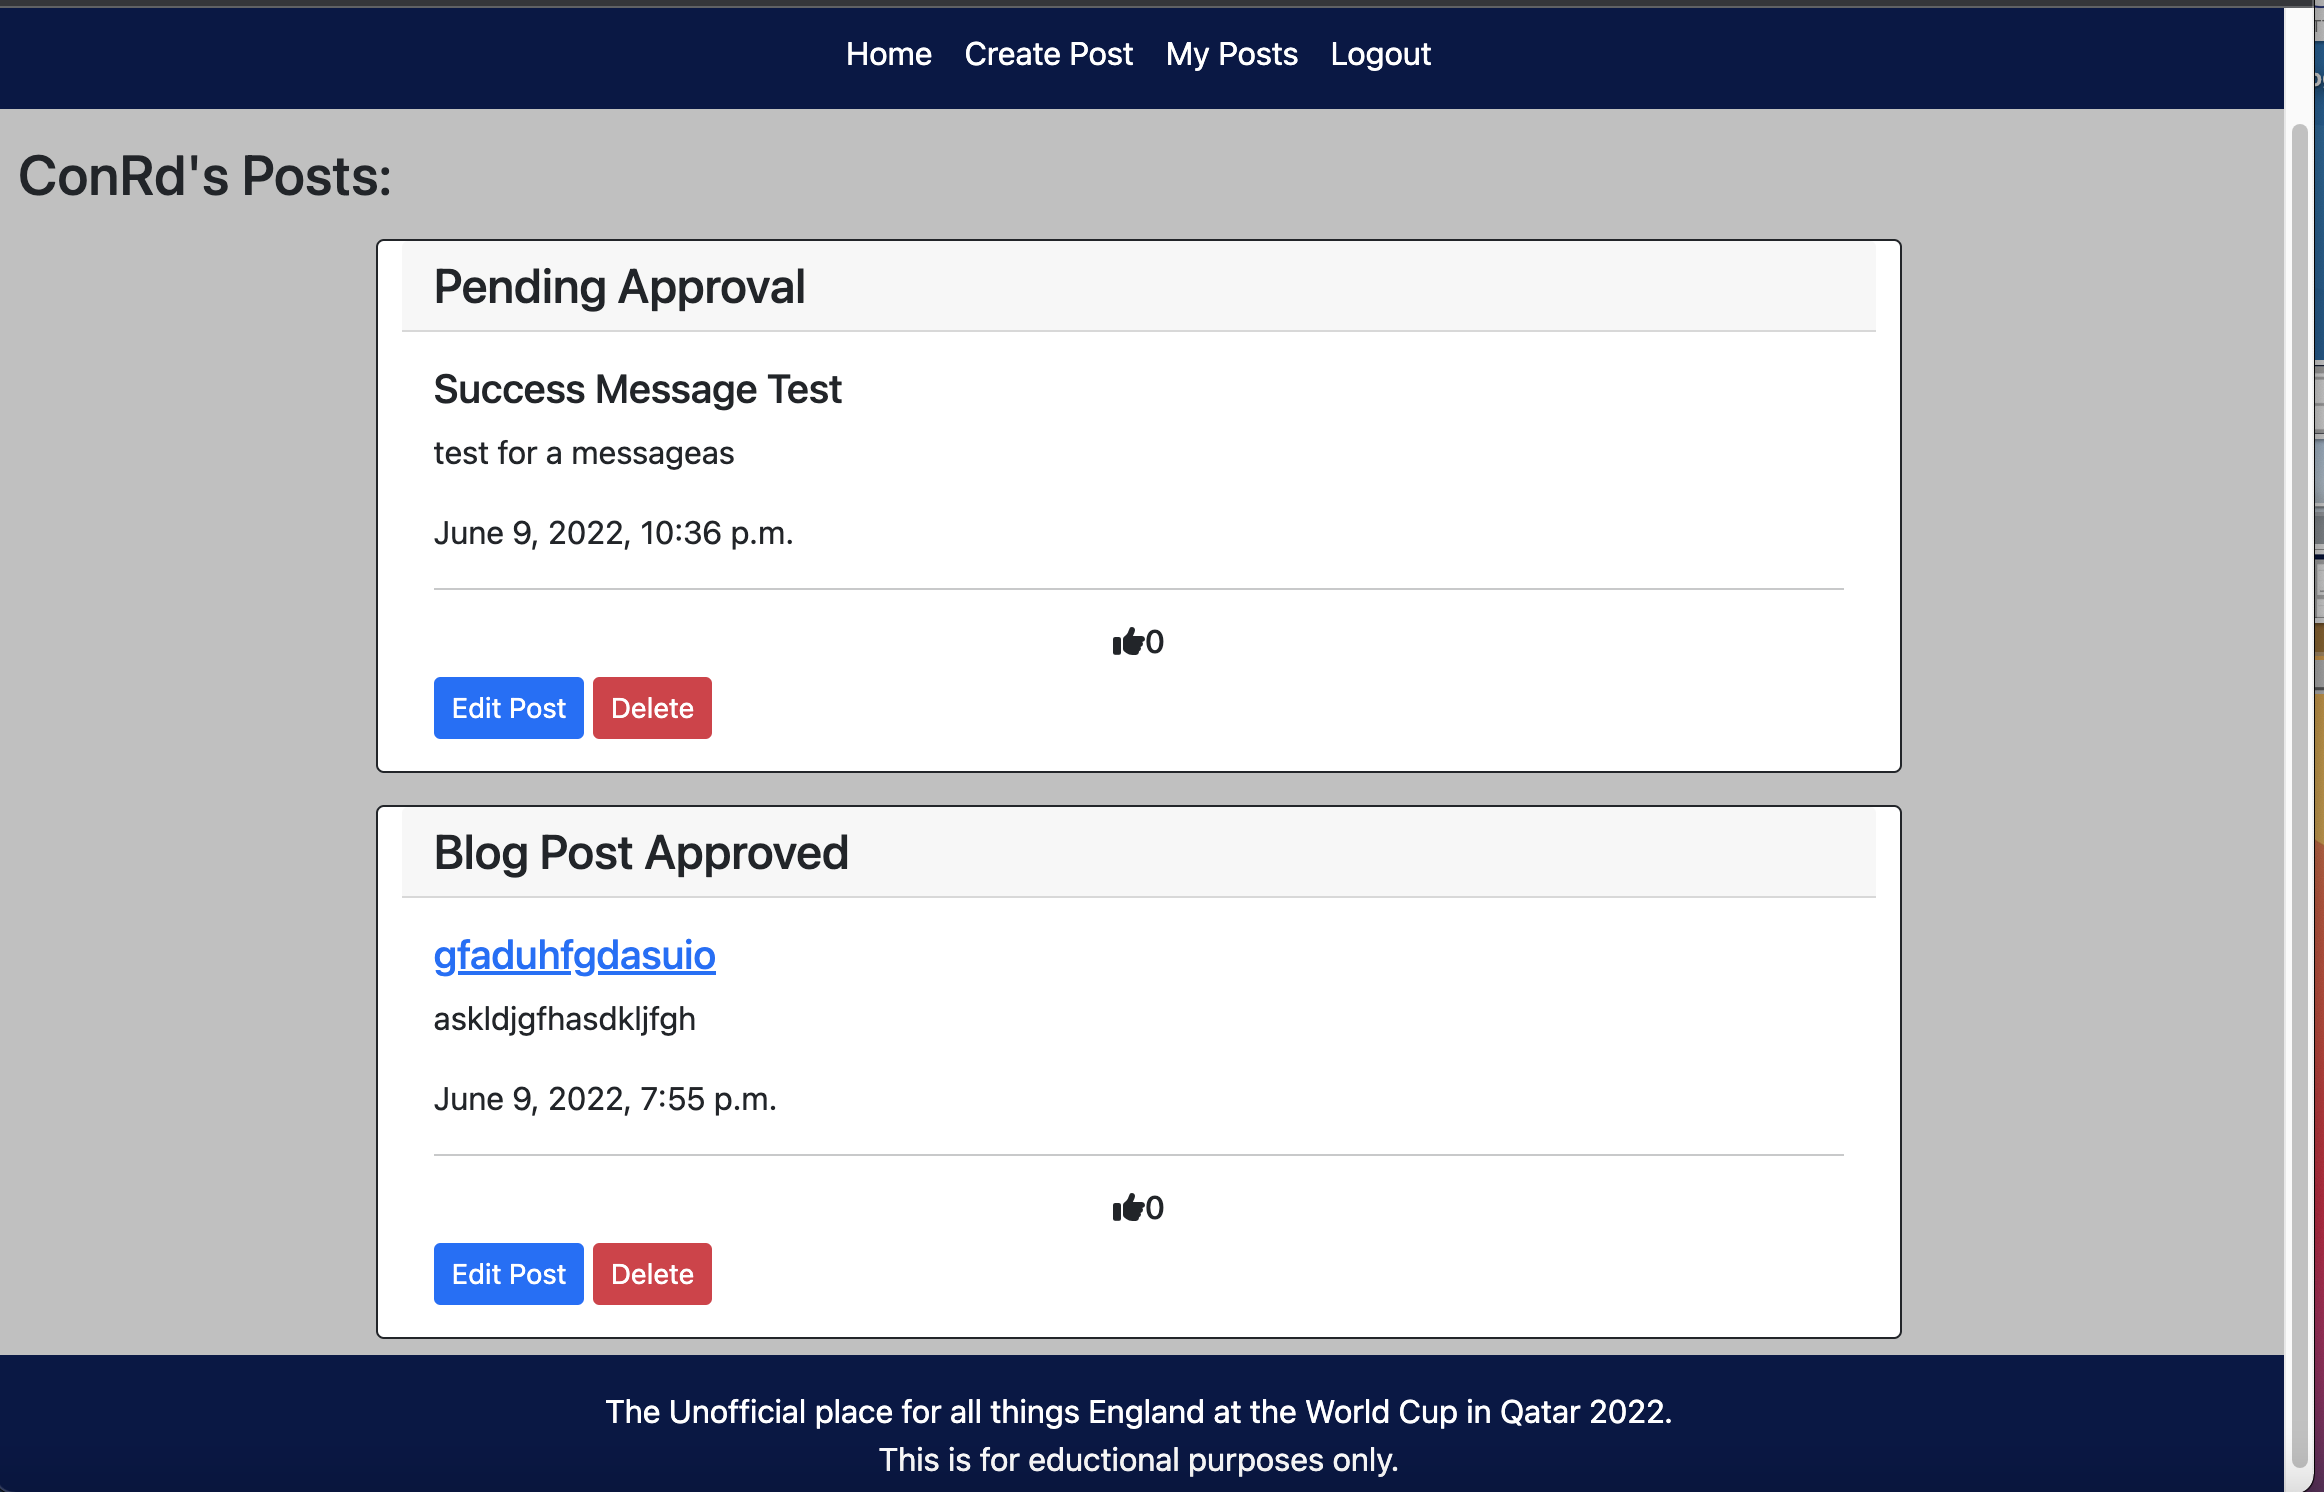 Home Create Post My Posts Logout
ConRd's Posts:
Pending Approval
Success Message Test
test for a messageas
June 9, 2022, 10:36 p.m.
0
Edit Post Delete
Blog Post Approved
gfaduhfgdasuio
askldjgfhasdkljfgh
June 9, 2022, 7:55 p.m.
0
Edit Post Delete
The Unofficial place for all things England at the World Cup in Qatar 2022.
This is for eductional purposes only.